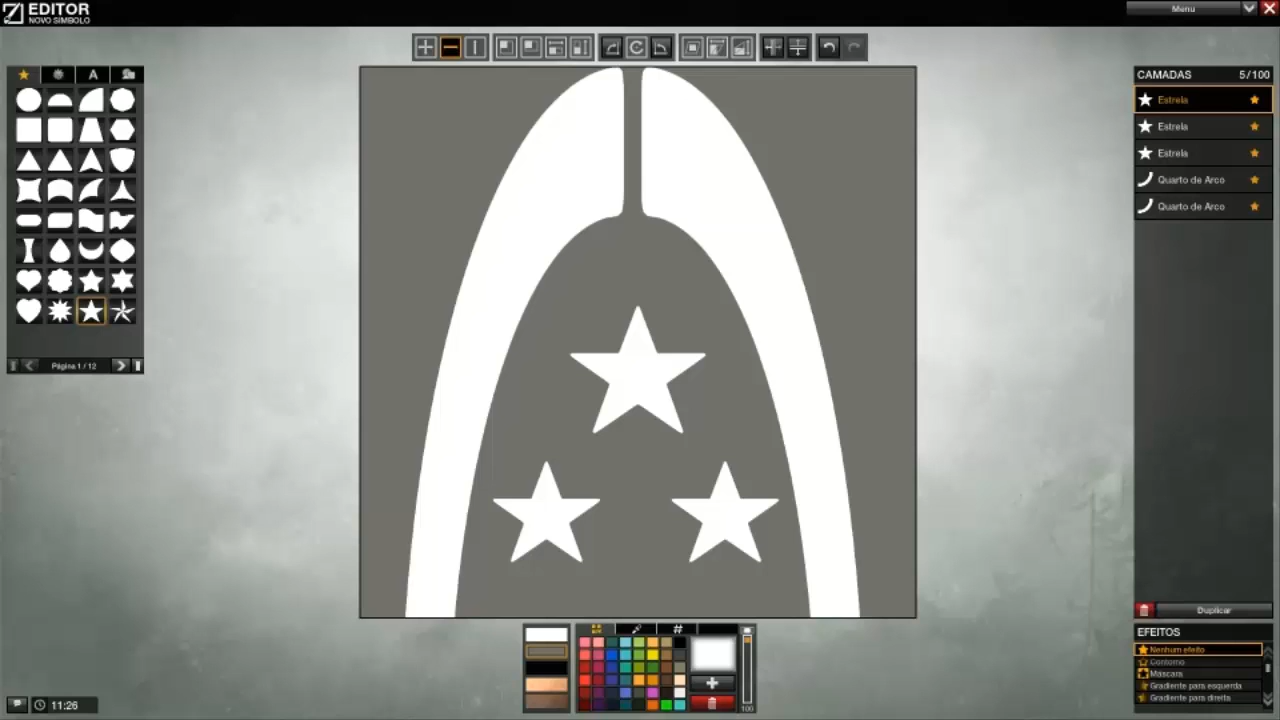 EDITOR
NOVO SÍMBOLO
Menu
A
CAMADAS 5/100
Estrela
Estrela
Estrela
Quarto de Arco
Quarto de Arco
Página 1 / 12
Duplicar
EFEITOS
Nenhum efeito
Contorno
Máscara
Gradiente para esquerda
Gradiente para direita
#
100
11:26